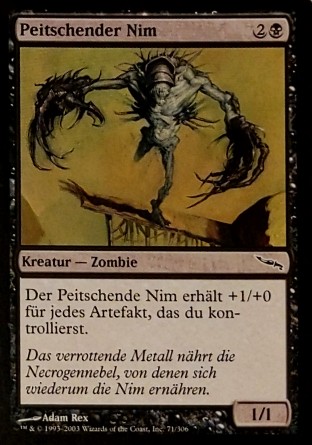 Peitschender Nim 2
Kreatur — Zombie
Der Peitschende Nim erhält +1/+0
für jedes Artefakt, das du kon-
trollierst.
Das verrottende Metall nährt die
Necrogennebel, von denen sich
wiederum die Nim ernähren.
Adam Rex
™ & © 1993-2003 Wizards of the Coast, Inc. 71/306
1/1